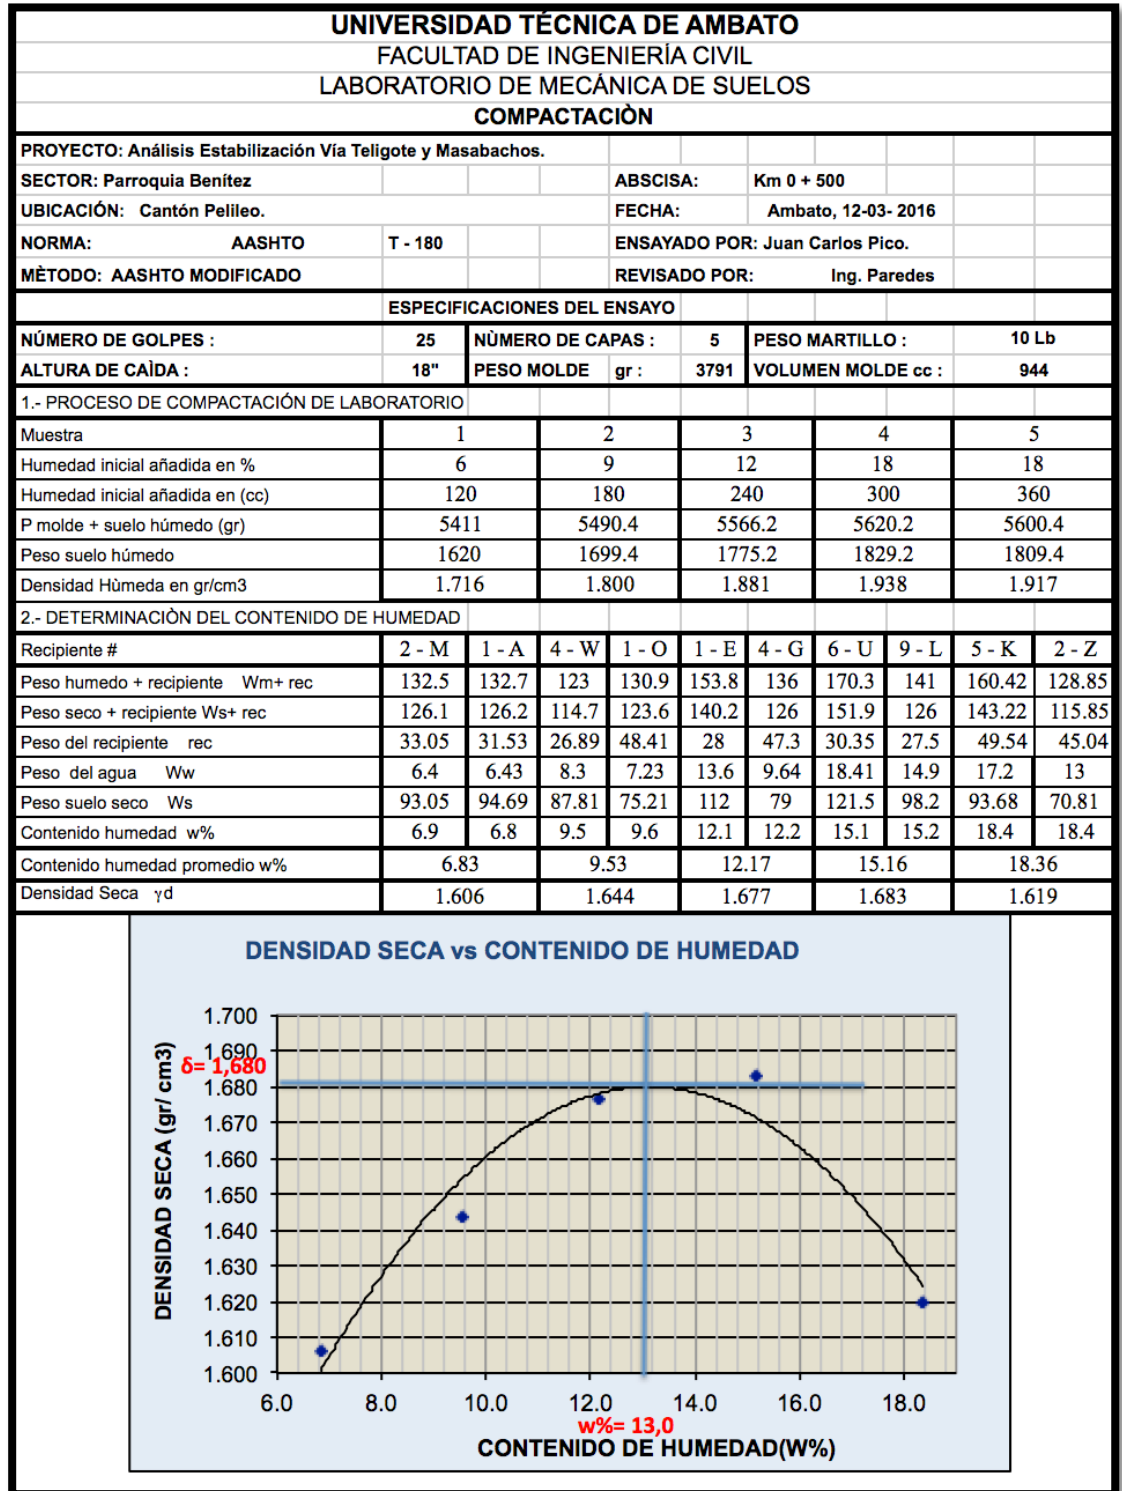 UNIVERSIDAD TÉCNICA DE AMBATO
FACULTAD DE INGENIERÍA CIVIL
LABORATORIO DE MECÁNICA DE SUELOS
COMPACTACIÒN
PROYECTO: Análisis Estabilización Vía Teligote y Masabachos.
SECTOR: Parroquia Benítez ABSCISA: Km 0 + 500
UBICACIÓN: Cantón Pelileo. FECHA: Ambato, 12-03- 2016
NORMA: AASHTO T - 180 ENSAYADO POR: Juan Carlos Pico.
MÈTODO: AASHTO MODIFICADO REVISADO POR: Ing. Paredes
ESPECIFICACIONES DEL ENSAYO
NÚMERO DE GOLPES : 25 NÙMERO DE CAPAS : 5 PESO MARTILLO : 10 Lb
ALTURA DE CAÌDA : 18" PESO MOLDE gr : 3791 VOLUMEN MOLDE cc : 944
1.- PROCESO DE COMPACTACIÓN DE LABORATORIO
Muestra 1 2 3 4 5
Humedad inicial añadida en % 6 9 12 18 18
Humedad inicial añadida en (cc) 120 180 240 300 360
P molde + suelo húmedo (gr) 5411 5490.4 5566.2 5620.2 5600.4
Peso suelo húmedo 1620 1699.4 1775.2 1829.2 1809.4
Densidad Hùmeda en gr/cm3 1.716 1.800 1.881 1.938 1.917
2.- DETERMINACIÒN DEL CONTENIDO DE HUMEDAD
Recipiente # 2 - M 1 - A 4 - W 1 - O 1 - E 4 - G 6 - U 9 - L 5 - K 2 - Z
Peso humedo + recipiente Wm+ rec 132.5 132.7 123 130.9 153.8 136 170.3 141 160.42 128.85
Peso seco + recipiente Ws+ rec 126.1 126.2 114.7 123.6 140.2 126 151.9 126 143.22 115.85
Peso del recipiente rec 33.05 31.53 26.89 48.41 28 47.3 30.35 27.5 49.54 45.04
Peso del agua Ww 6.4 6.43 8.3 7.23 13.6 9.64 18.41 14.9 17.2 13
Peso suelo seco Ws 93.05 94.69 87.81 75.21 112 79 121.5 98.2 93.68 70.81
Contenido humedad w% 6.9 6.8 9.5 9.6 12.1 12.2 15.1 15.2 18.4 18.4
Contenido humedad promedio w% 6.83 9.53 12.17 15.16 18.36
Densidad Seca γd 1.606 1.644 1.677 1.683 1.619
DENSIDAD SECA vs CONTENIDO DE HUMEDAD
DENSIDAD SECA (gr/ cm3)
1.700
1.690
δ= 1,680
1.680
1.670
1.660
1.650
1.640
1.630
1.620
1.610
1.600
6.0 8.0 10.0 12.0 14.0 16.0 18.0
w%= 13,0
CONTENIDO DE HUMEDAD(W%)